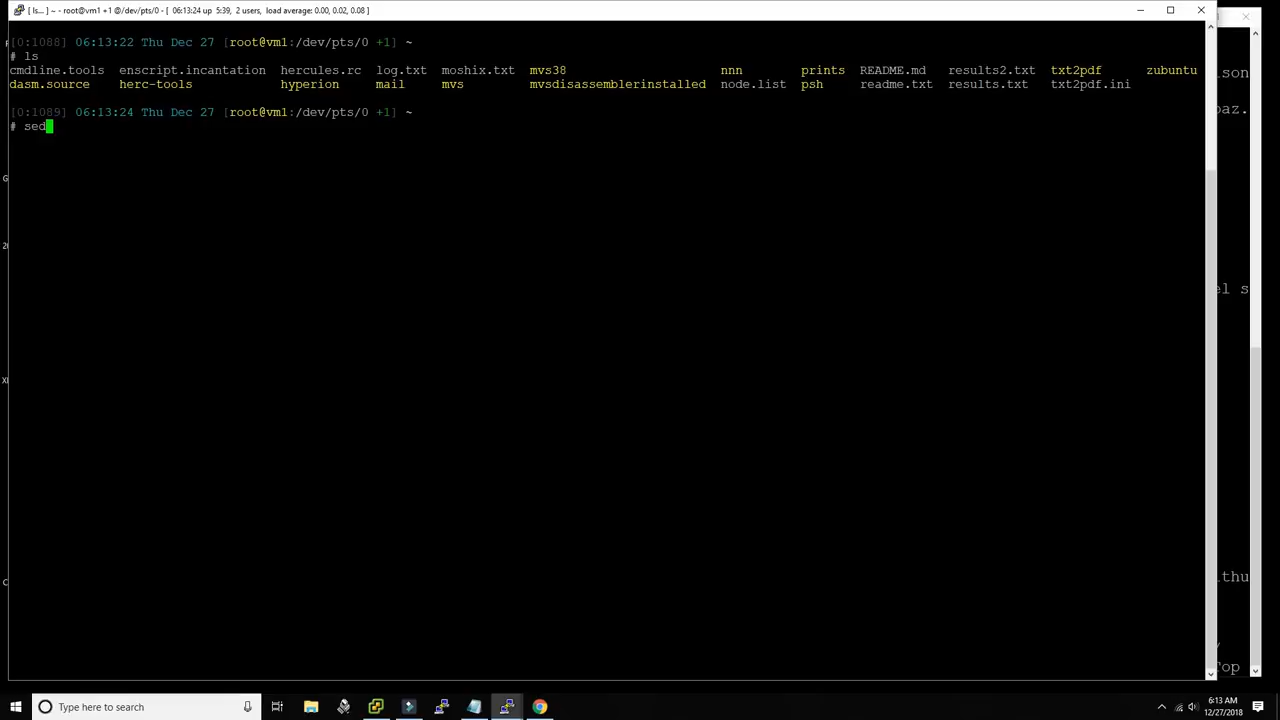 [ ls... ] ~ - root@vm1 +1 @/dev/pts/0 - [ 06:13:24 up 5:39, 2 users, load average: 0.00, 0.02, 0.08 ]
[0:1088] 06:13:22 Thu Dec 27 [root@vm1:/dev/pts/0 +1] ~
# ls
cmdline.tools enscript.incantation hercules.rc log.txt moshix.txt mvs38 nnn prints README.md results2.txt txt2pdf zubuntu
dasm.source herc-tools hyperion mail mvs mvsdisassemblerinstalled node.list psh readme.txt results.txt txt2pdf.ini
[0:1089] 06:13:24 Thu Dec 27 [root@vm1:/dev/pts/0 +1] ~
# sed
ison
paz.
el s
ithu
Top
Type here to search
6:13 AM
12/27/2018